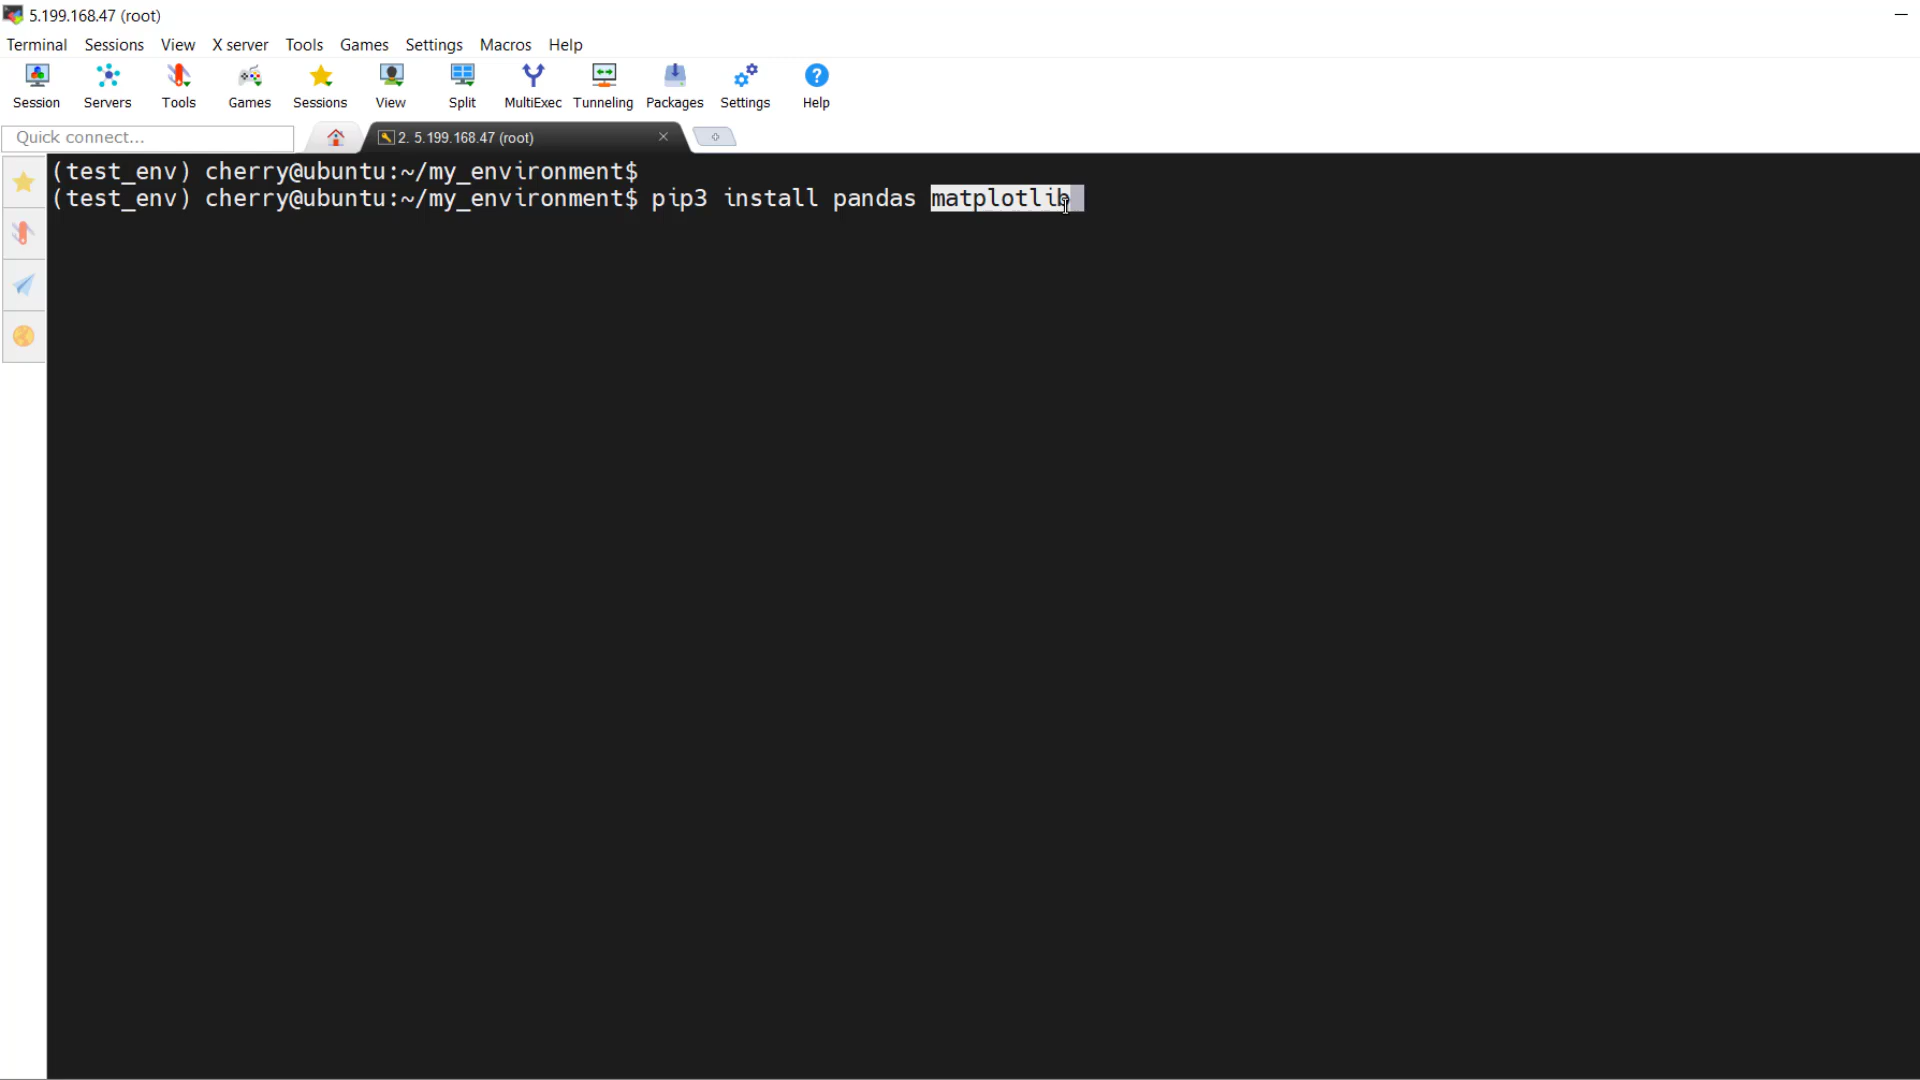 5.199.168.47 (root)
Terminal Sessions View X server Tools Games Settings Macros Help
Session Servers Tools Games Sessions View Split MultiExec Tunneling Packages Settings Help
Quick connect... 2. 5.199.168.47 (root)
(test_env) cherry@ubuntu:~/my_environment$
(test_env) cherry@ubuntu:~/my_environment$ pip3 install pandas matplotlib